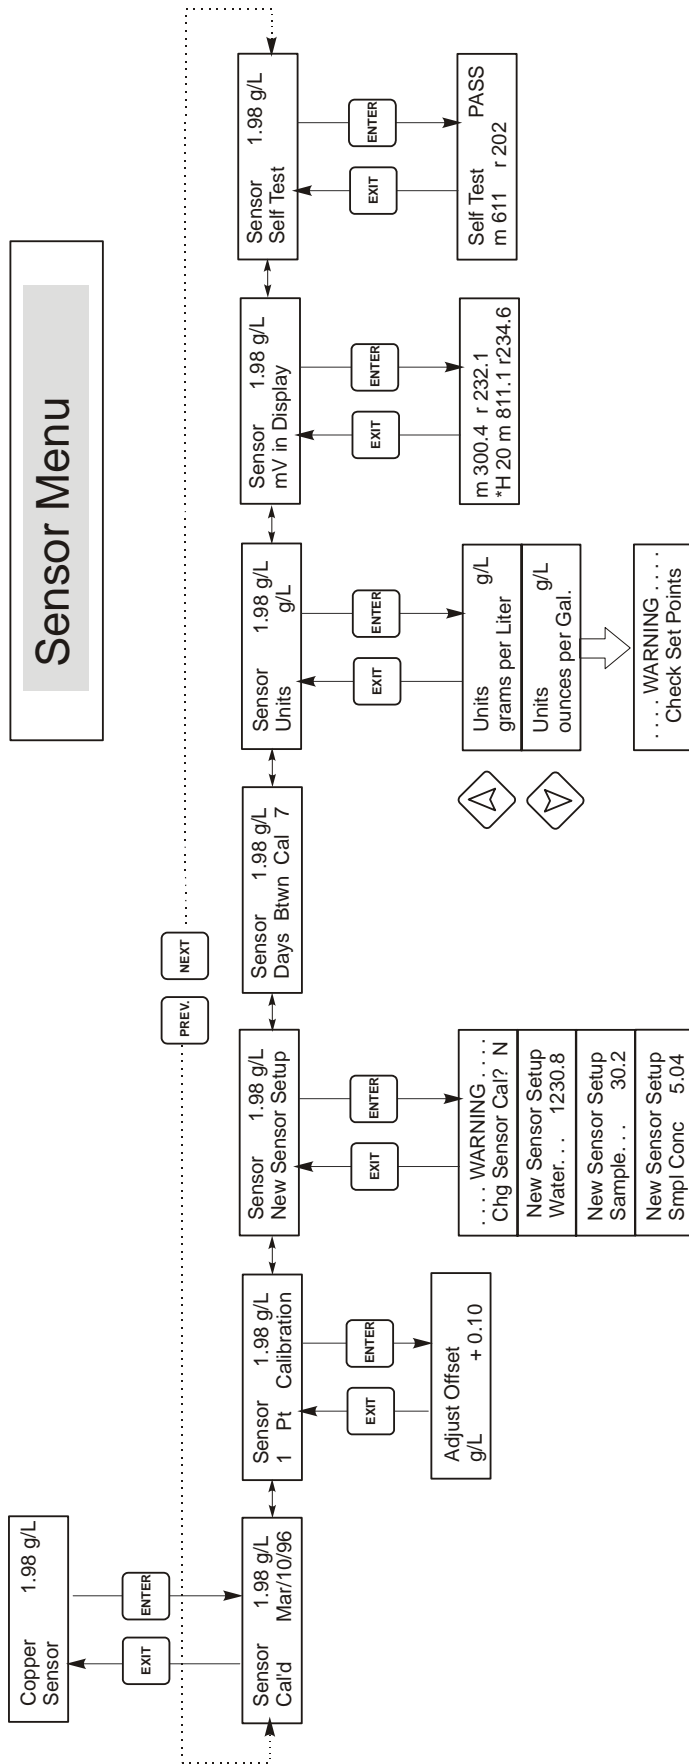 Sensor Menu
Copper 1.98 g/L
Sensor
EXIT
ENTER
PREV.
NEXT
Sensor 1.98 g/L
Cal'd Mar/10/96
Sensor 1.98 g/L
1 Pt Calibration
EXIT
ENTER
Adjust Offset
g/L + 0.10
Sensor 1.98 g/L
New Sensor Setup
EXIT
ENTER
. . . . WARNING . . . .
Chg Sensor Cal? N
New Sensor Setup
Water. . . 1230.8
New Sensor Setup
Sample. . . 30.2
New Sensor Setup
Smpl Conc 5.04
Sensor 1.98 g/L
Days Btwn Cal 7
Sensor 1.98 g/L
Units g/L
EXIT
ENTER
Units g/L
grams per Liter
Units g/L
ounces per Gal.
. . . . WARNING . . . .
Check Set Points
Sensor 1.98 g/L
mV in Display
EXIT
ENTER
m 300.4 r 232.1
*H 20 m 811.1 r234.6
Sensor 1.98 g/L
Self Test
EXIT
ENTER
Self Test PASS
m 611 r 202